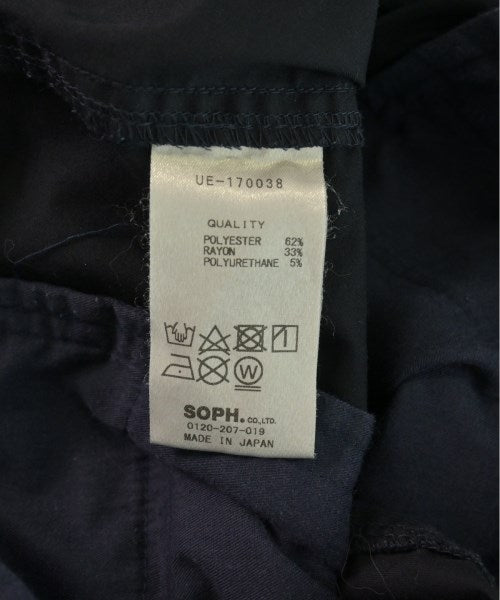 UE-170038
QUALITY
POLYESTER 62%
RAYON 33%
POLYURETHANE 5%
W
SOPH. CO.,LTD.
0120-207-019
MADE IN JAPAN